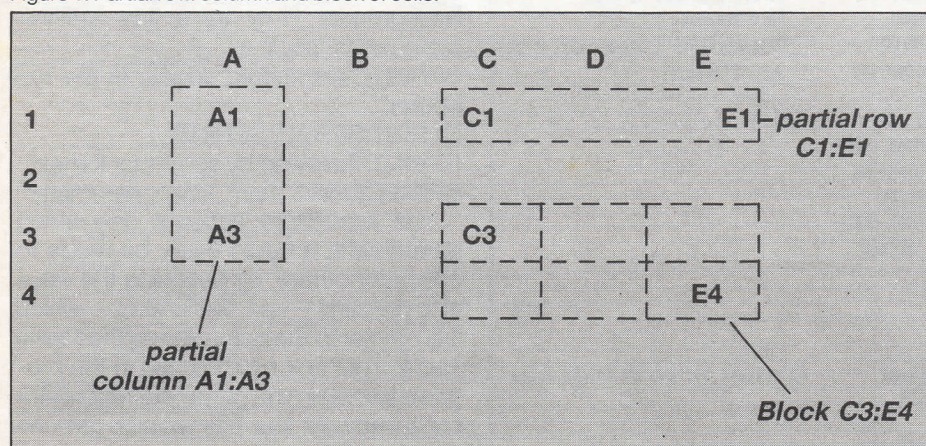 A B C D E
1 A1 C1 E1 partial row
C1:E1
2
3 A3 C3
4 E4
partial
column A1:A3
Block C3:E4